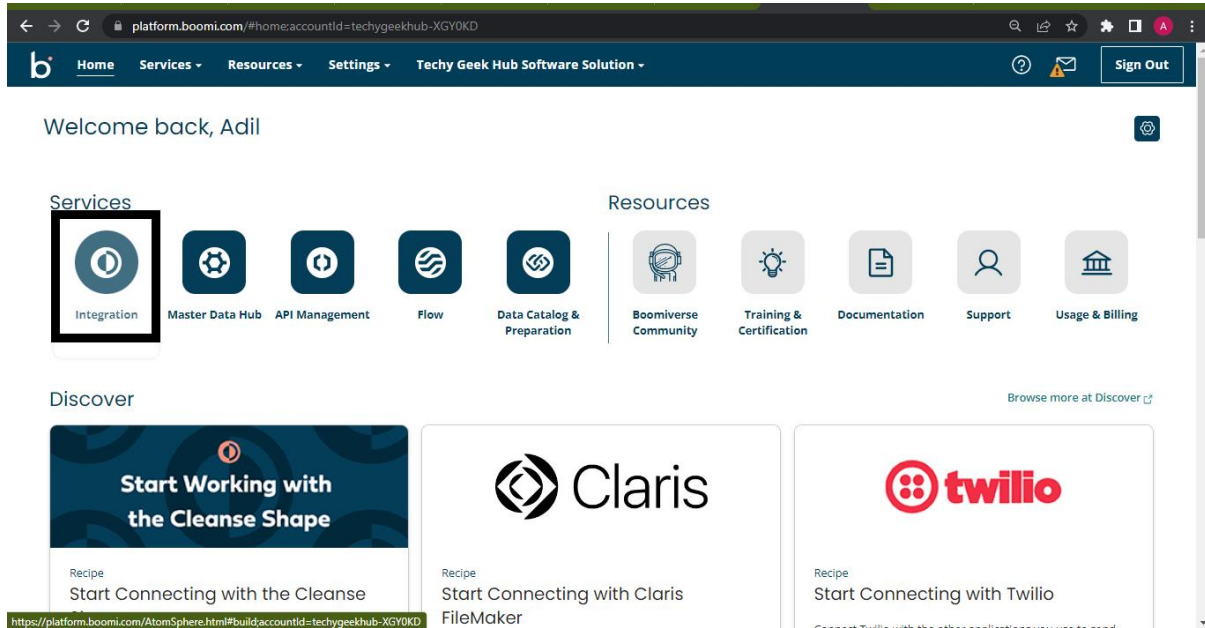 platform.boomi.com/#home;accountId=techygeekhub-XGY0KD
A
b
Home Services Resources Settings Techy Geek Hub Software Solution
? Sign Out
Welcome back, Adil
Services
Integration
Master Data Hub
API Management
Flow
Data Catalog &
Preparation
Resources
Boomiverse
Community
Training &
Certification
Documentation
Support
Usage & Billing
Discover
Browse more at Discover
Start Working with
the Cleanse Shape
Recipe
Start Connecting with the Cleanse
Claris
Recipe
Start Connecting with Claris
FileMaker
twilio
Recipe
Start Connecting with Twilio
https://platform.boomi.com/AtomSphere.html#build;accountId=techygeekhub-XGY0KD